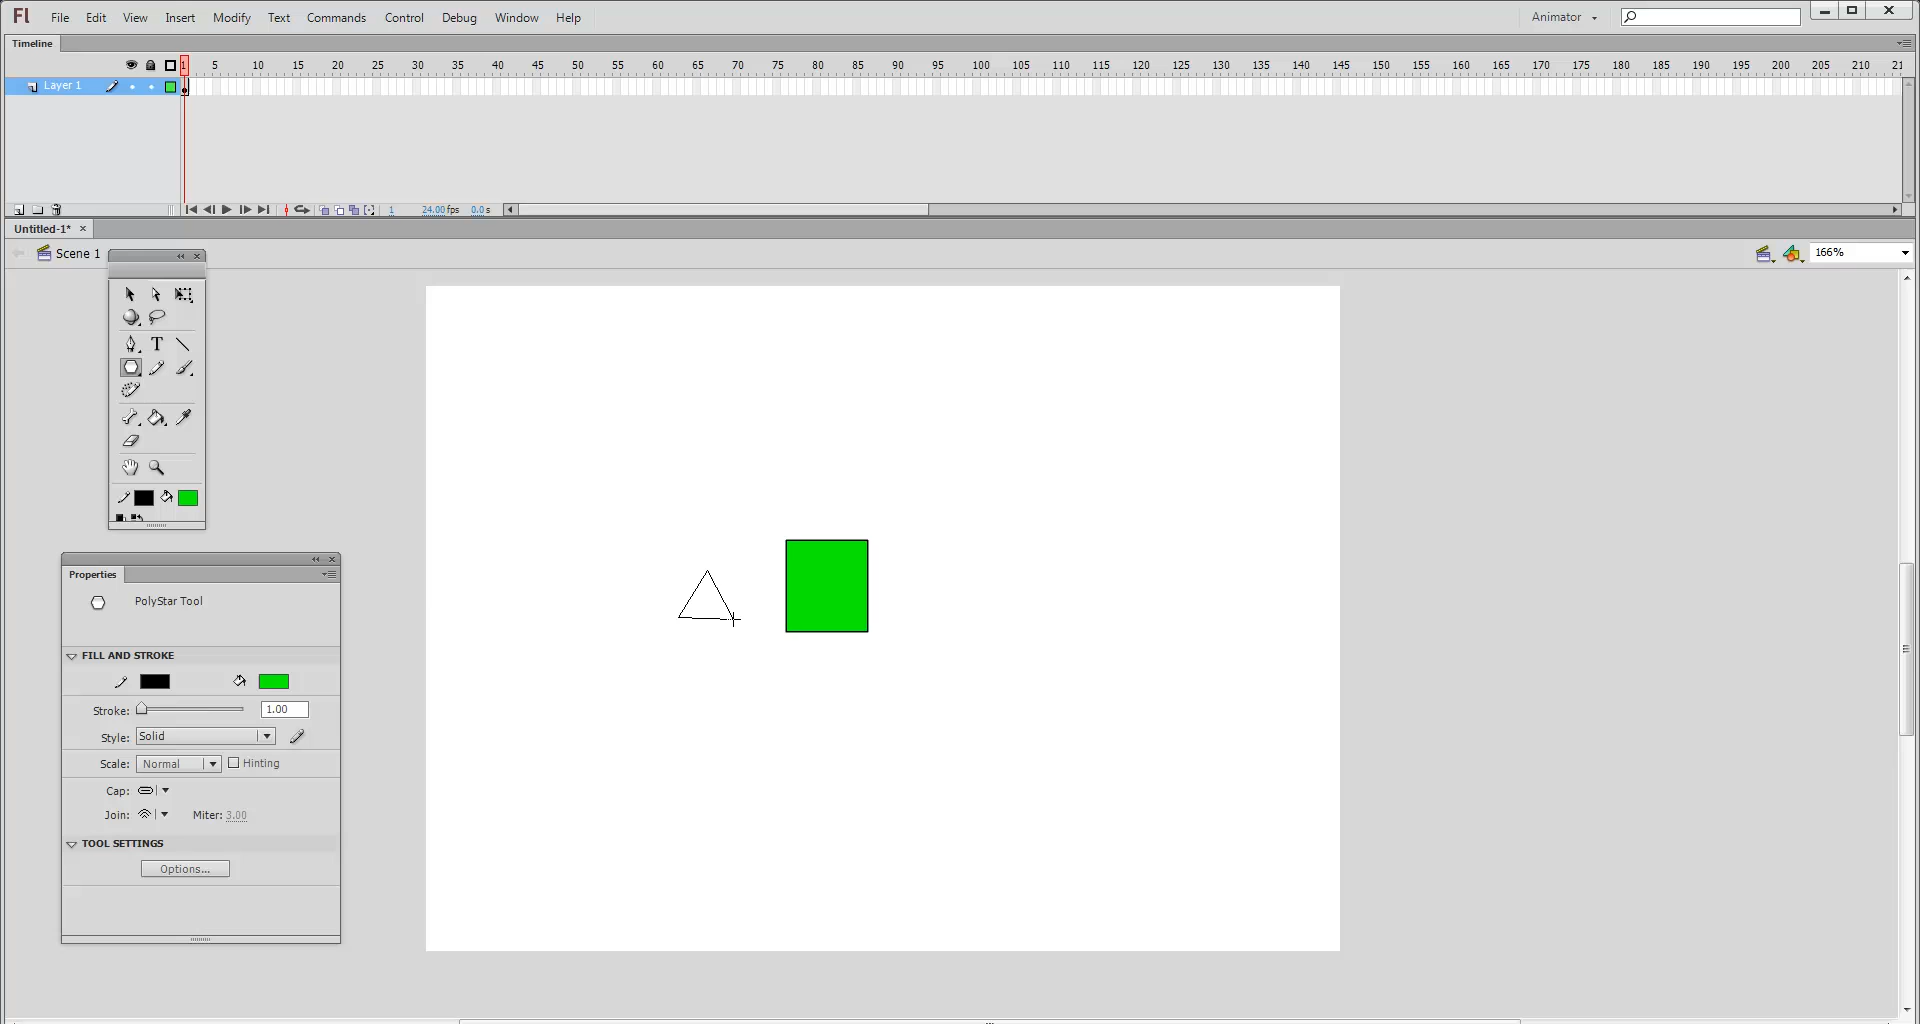 Fl File Edit View Insert Modify Text Commands Control Debug Window Help Animator
Timeline
1 5 10 15 20 25 30 35 40 45 50 55 60 65 70 75 80 85 90 95 100 105 110 115 120 125 130 135 140 145 150 155 160 165 170 175 180 185 190 195 200 205 210 21
Layer 1
1 24.00 fps 0.0 s
Untitled-1*
Scene 1
166%
T
Properties
PolyStar Tool
FILL AND STROKE
Stroke: 1.00
Style: Solid
Scale: Normal Hinting
Cap:
Join: Miter: 3.00
TOOL SETTINGS
Options...